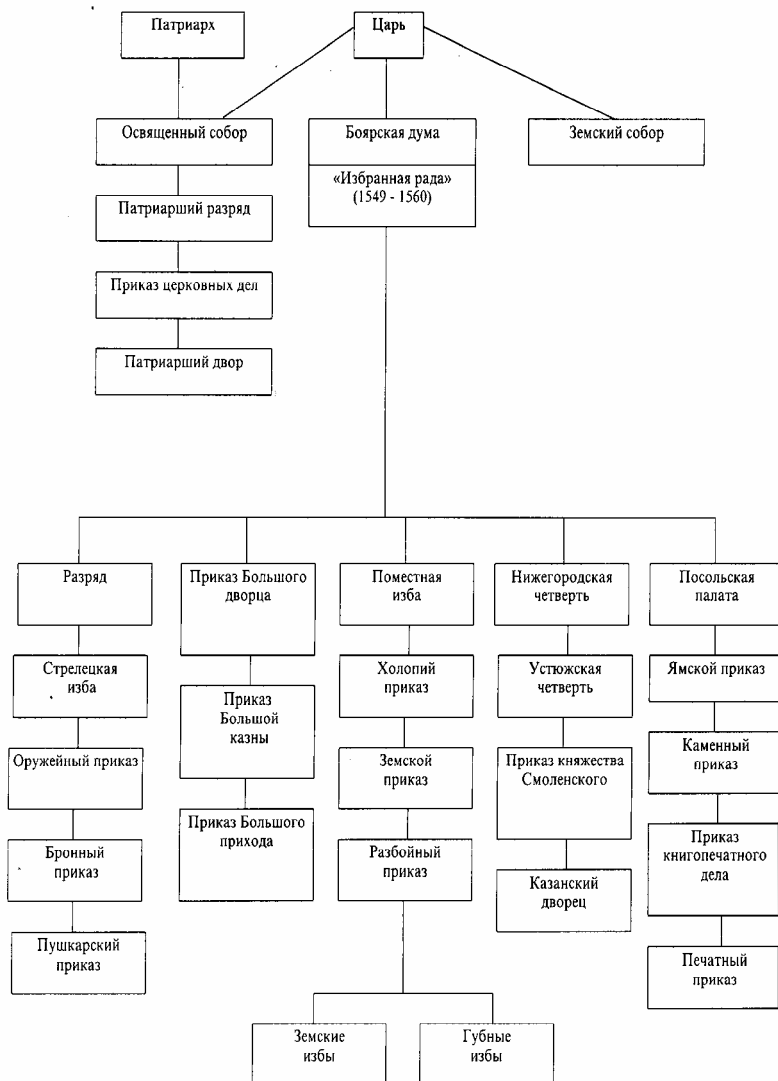 Патриарх
Царь
Освященный собор
Боярская дума
Земский собор
«Избранная рада»
(1549 - 1560)
Патриарший разряд
Приказ церковных дел
Патриарший двор
Разряд
Стрелецкая
изба
Оружейный приказ
Бронный
приказ
Пушкарский
приказ
Приказ Большого
дворца
Приказ
Большой
казны
Приказ Большого
прихода
Поместная
изба
Холопий
приказ
Земской
приказ
Разбойный
приказ
Земские
избы
Губные
избы
Нижегородская
четверть
Устюжская
четверть
Приказ княжества
Смоленского
Казанский
дворец
Посольская
палата
Ямской приказ
Каменный
приказ
Приказ
книгопечатного
дела
Печатный
приказ